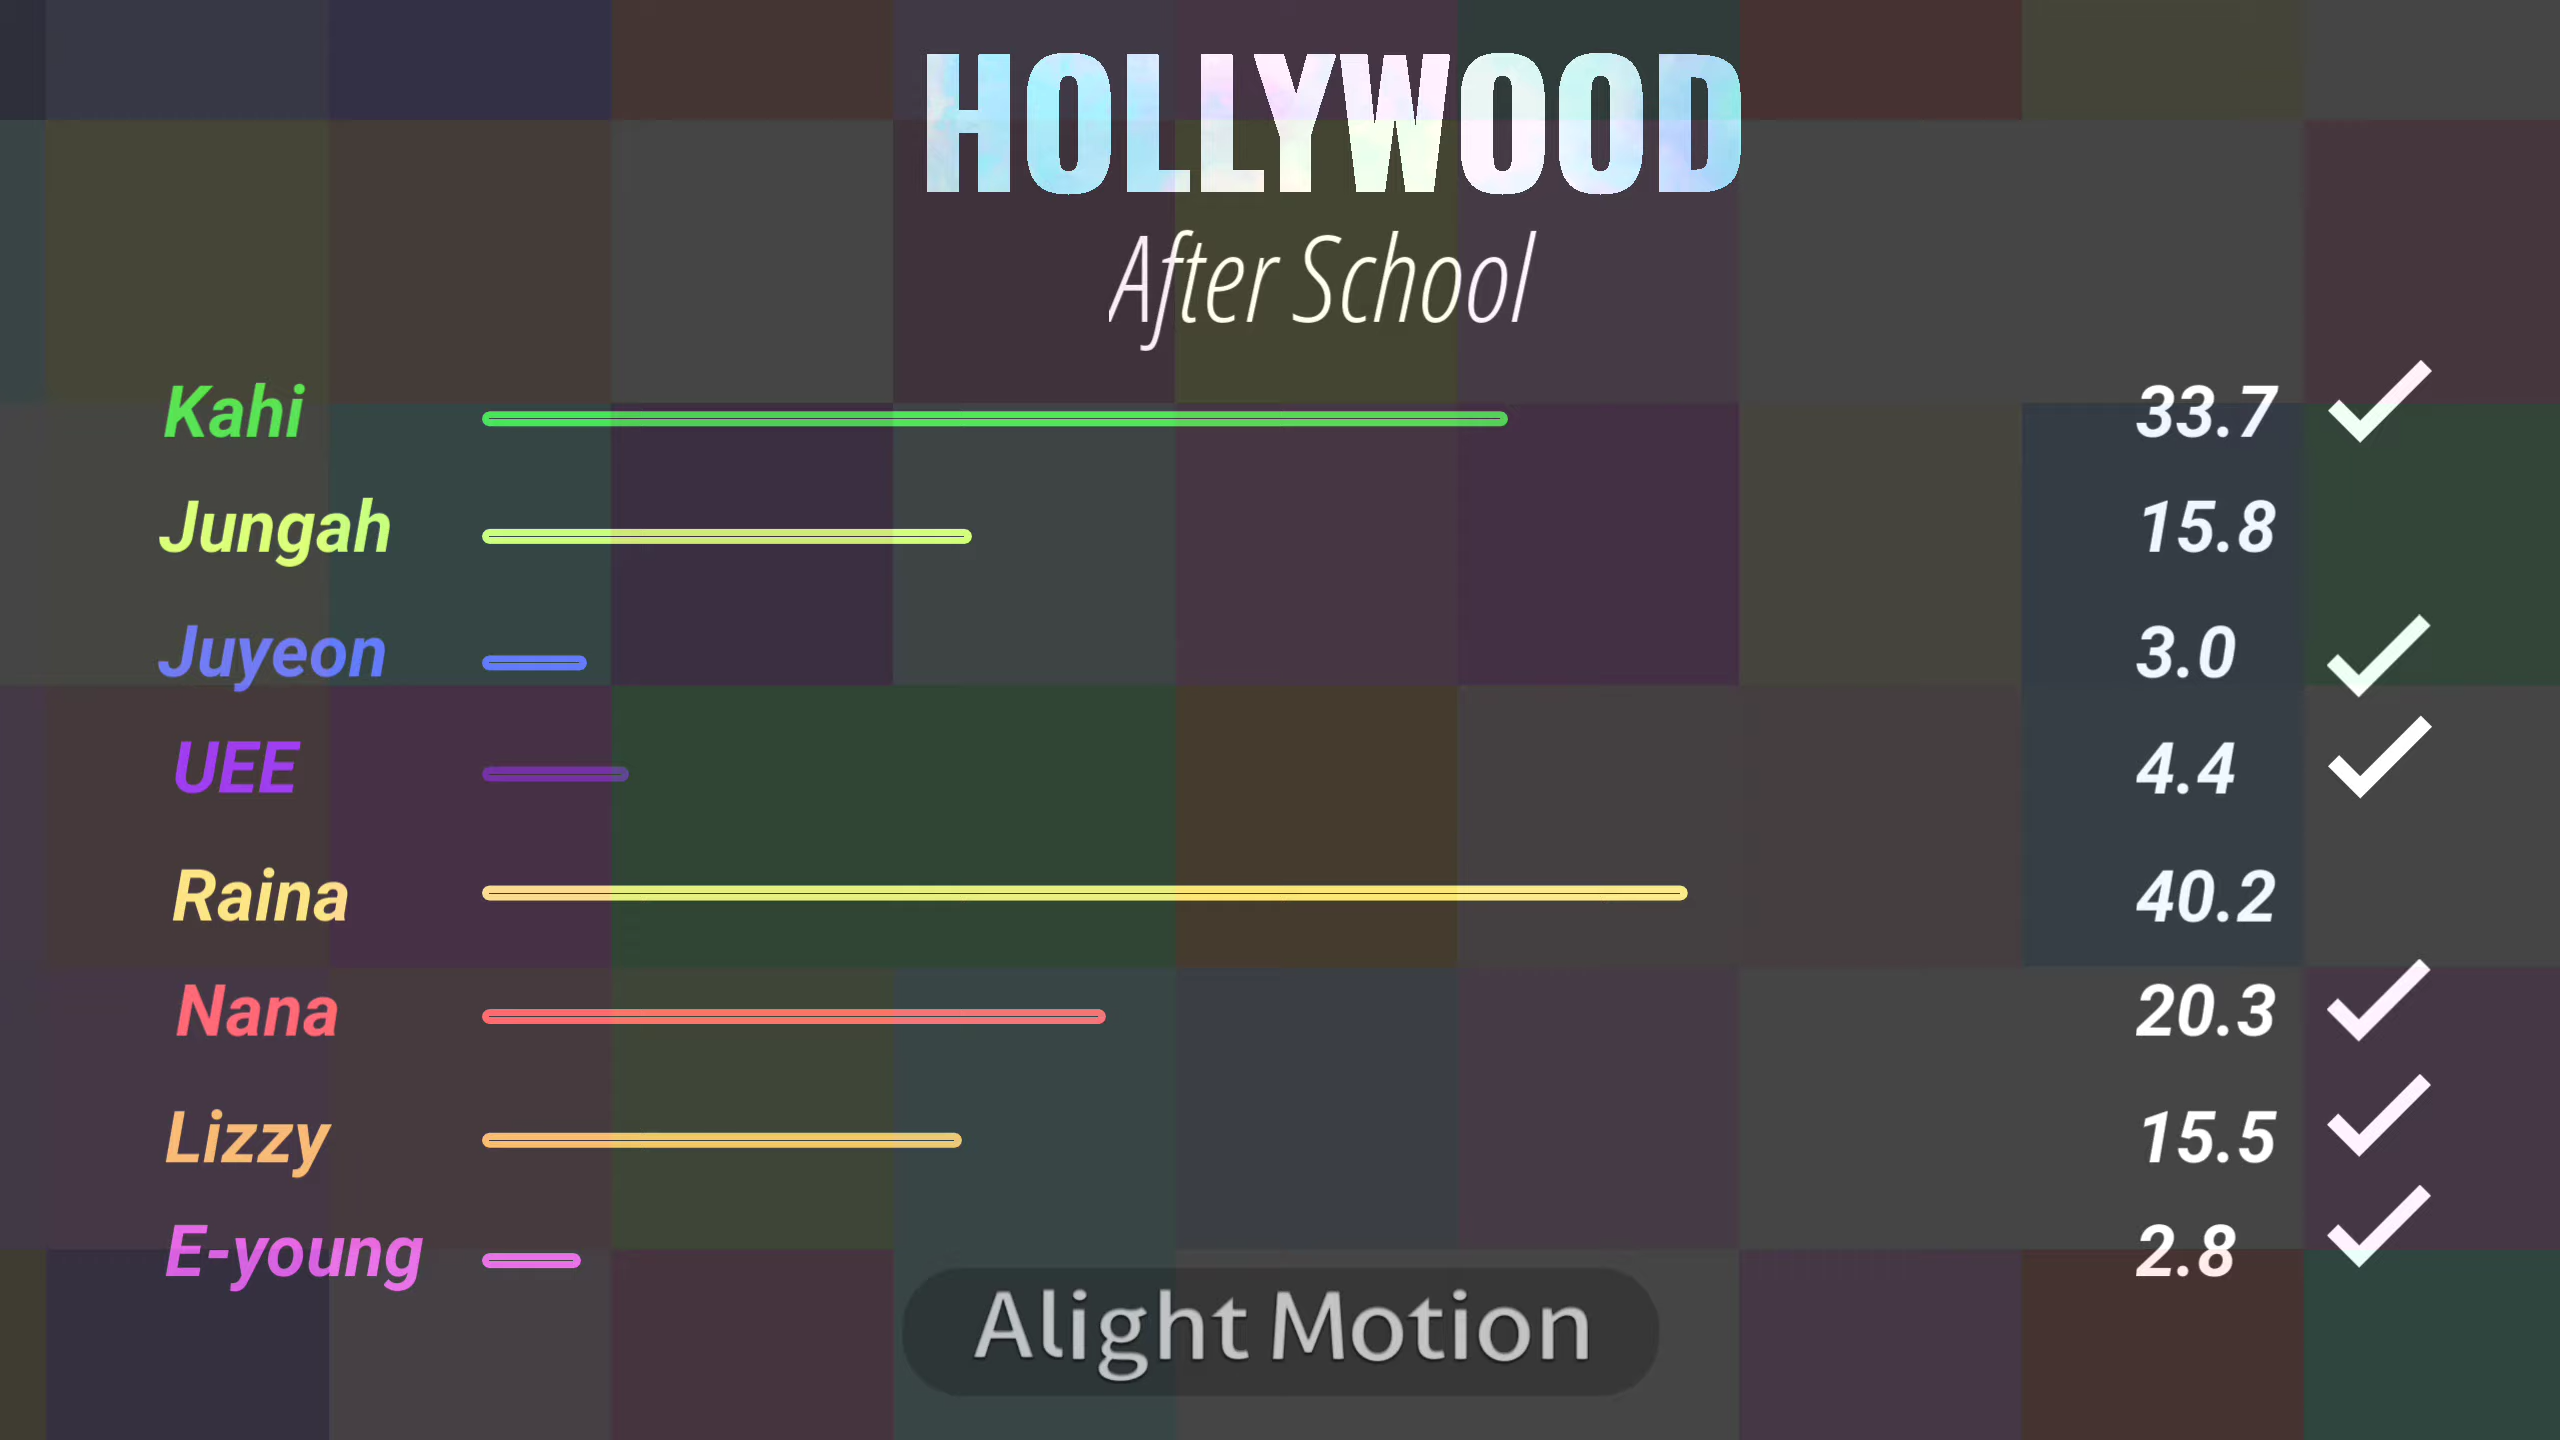 HOLLYWOOD
After School
Kahi 33.7
Jungah 15.8
Juyeon 3.0
UEE 4.4
Raina 40.2
Nana 20.3
Lizzy 15.5
E-young 2.8
Alight Motion